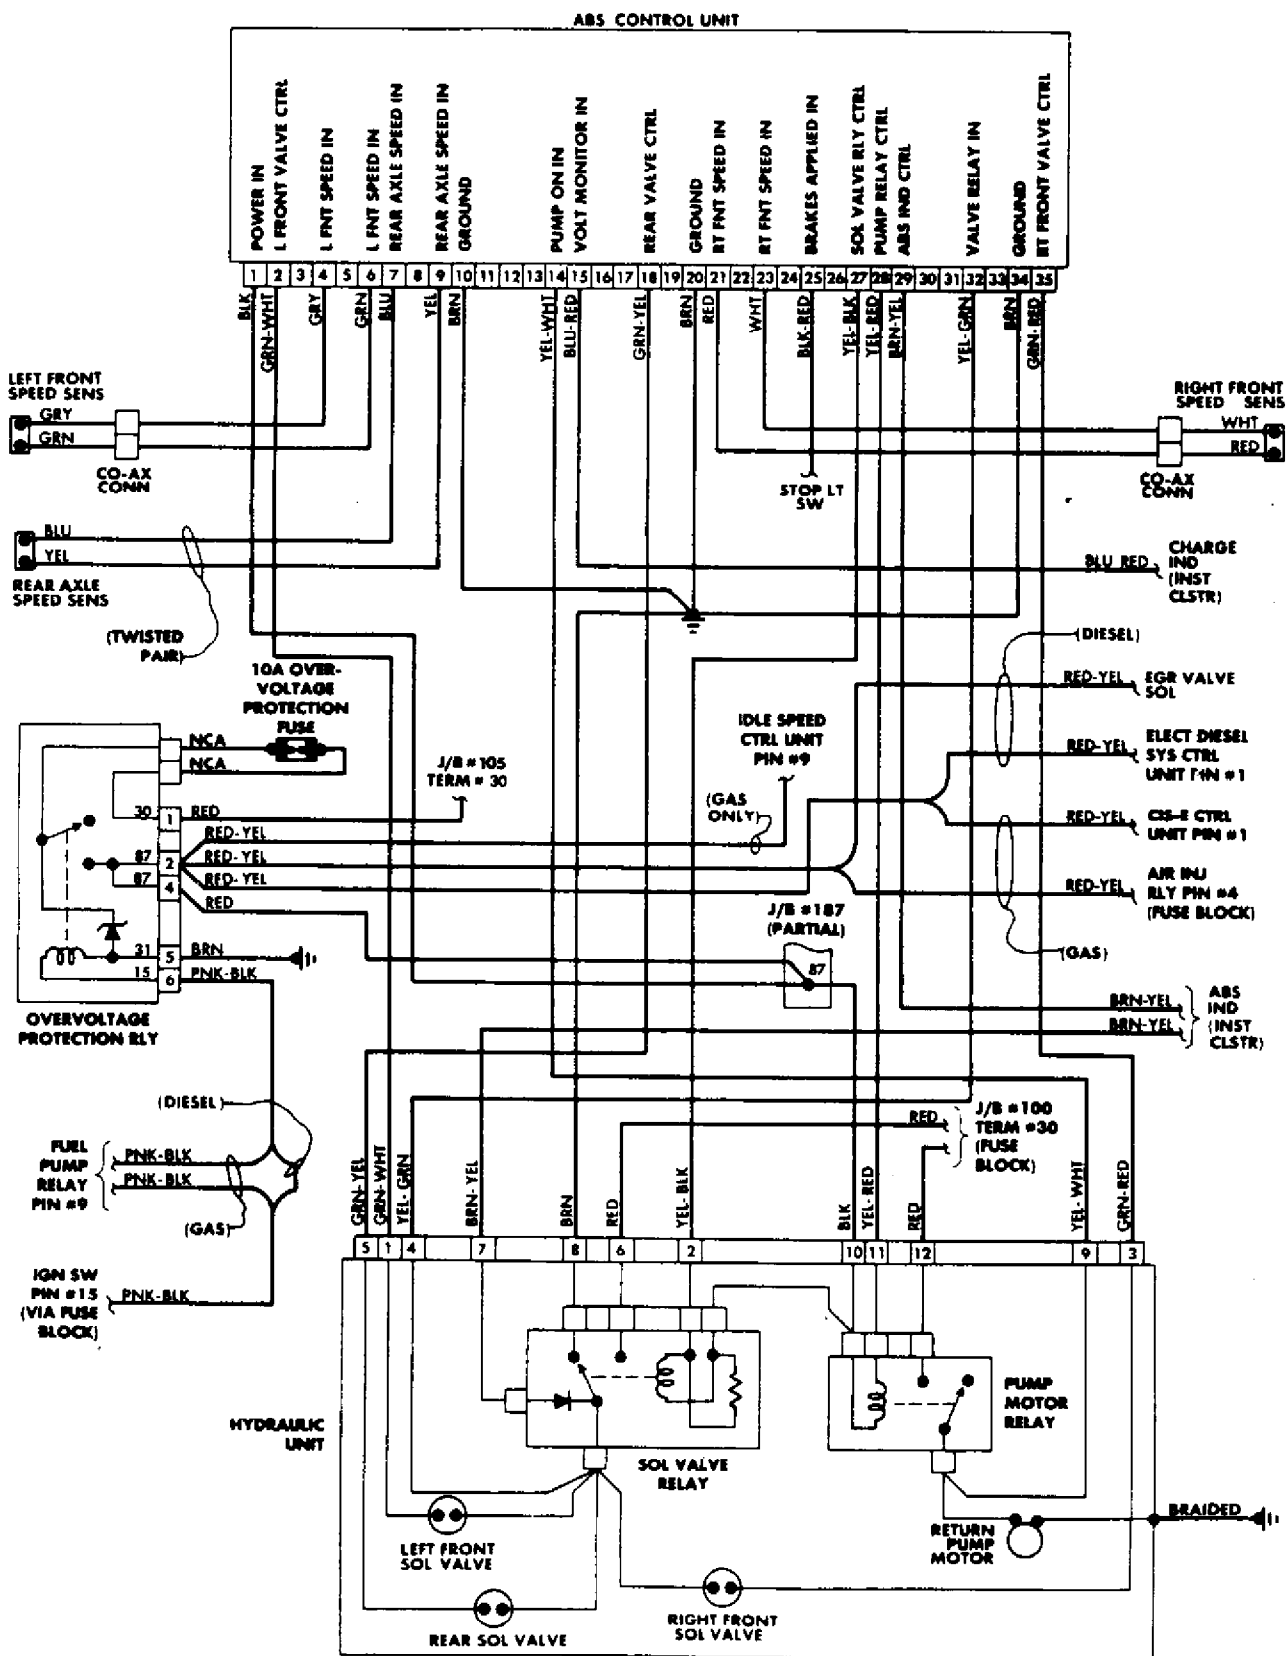 ABS CONTROL UNIT
POWER IN
L FRONT VALVE CTRL
L FNT SPEED IN
L FNT SPEED IN
REAR AXLE SPEED IN
REAR AXLE SPEED IN
GROUND
PUMP ON IN
VOLT MONITOR IN
REAR VALVE CTRL
GROUND
RT FNT SPEED IN
RT FNT SPEED IN
BRAKES APPLIED IN
SOL VALVE RLY CTRL
PUMP RELAY CTRL
ABS IND CTRL
VALVE RELAY IN
GROUND
RT FRONT VALVE CTRL
1 2 3 4 5 6 7 8 9 10 11 12 13 14 15 16 17 18 19 20 21 22 23 24 25 26 27 28 29 30 31 32 33 34 35
BLK
GRN-WHT
GRY
GRN
BLU
YEL
BRN
YEL-WHT
BLU-RED
GRN-YEL
BRN
RED
WHT
BLK-RED
YEL-BLK
YEL-RED
BRN-YEL
YEL-GRN
BRN
GRN-RED
LEFT FRONT
SPEED SENS
GRY
GRN
CO-AX
CONN
RIGHT FRONT
SPEED SENS
WHT
RED
CO-AX
CONN
STOP LT
SW
BLU
YEL
REAR AXLE
SPEED SENS
(TWISTED
PAIR)
BLU RED
CHARGE
IND
(INST
CLSTR)
(DIESEL)
10A OVER-
VOLTAGE
PROTECTION
FUSE
NCA
NCA
J/B #105
TERM # 30
IDLE SPEED
CTRL UNIT
PIN #9
(GAS
ONLY)
RED-YEL
EGR VALVE
SOL
RED-YEL
ELECT DIESEL
SYS CTRL
UNIT PIN #1
RED-YEL
CIS-E CTRL
UNIT PIN #1
RED-YEL
AIR INJ
RLY PIN #4
(FUSE BLOCK)
(GAS)
30 1 RED
RED-YEL
87 2 RED-YEL
RED-YEL
87 4
RED
31 5 BRN
15 6 PNK-BLK
OVERVOLTAGE
PROTECTION RLY
J/B #187
(PARTIAL)
87
BRN-YEL
BRN-YEL
ABS
IND
(INST
CLSTR)
(DIESEL)
FUEL
PUMP
RELAY
PIN #9
PNK-BLK
PNK-BLK
(GAS)
IGN SW
PIN #15
(VIA FUSE
BLOCK)
PNK-BLK
RED
J/B #100
TERM #30
(FUSE
BLOCK)
GRN-YEL
GRN-WHT
YEL-GRN
BRN-YEL
BRN
RED
YEL-BLK
BLK
YEL-RED
RED
YEL-WHT
GRN-RED
5 1 4 7 8 6 2 10 11 12 9 3
HYDRAULIC
UNIT
SOL VALVE
RELAY
PUMP
MOTOR
RELAY
LEFT FRONT
SOL VALVE
REAR SOL VALVE
RIGHT FRONT
SOL VALVE
RETURN
PUMP
MOTOR
BRAIDED